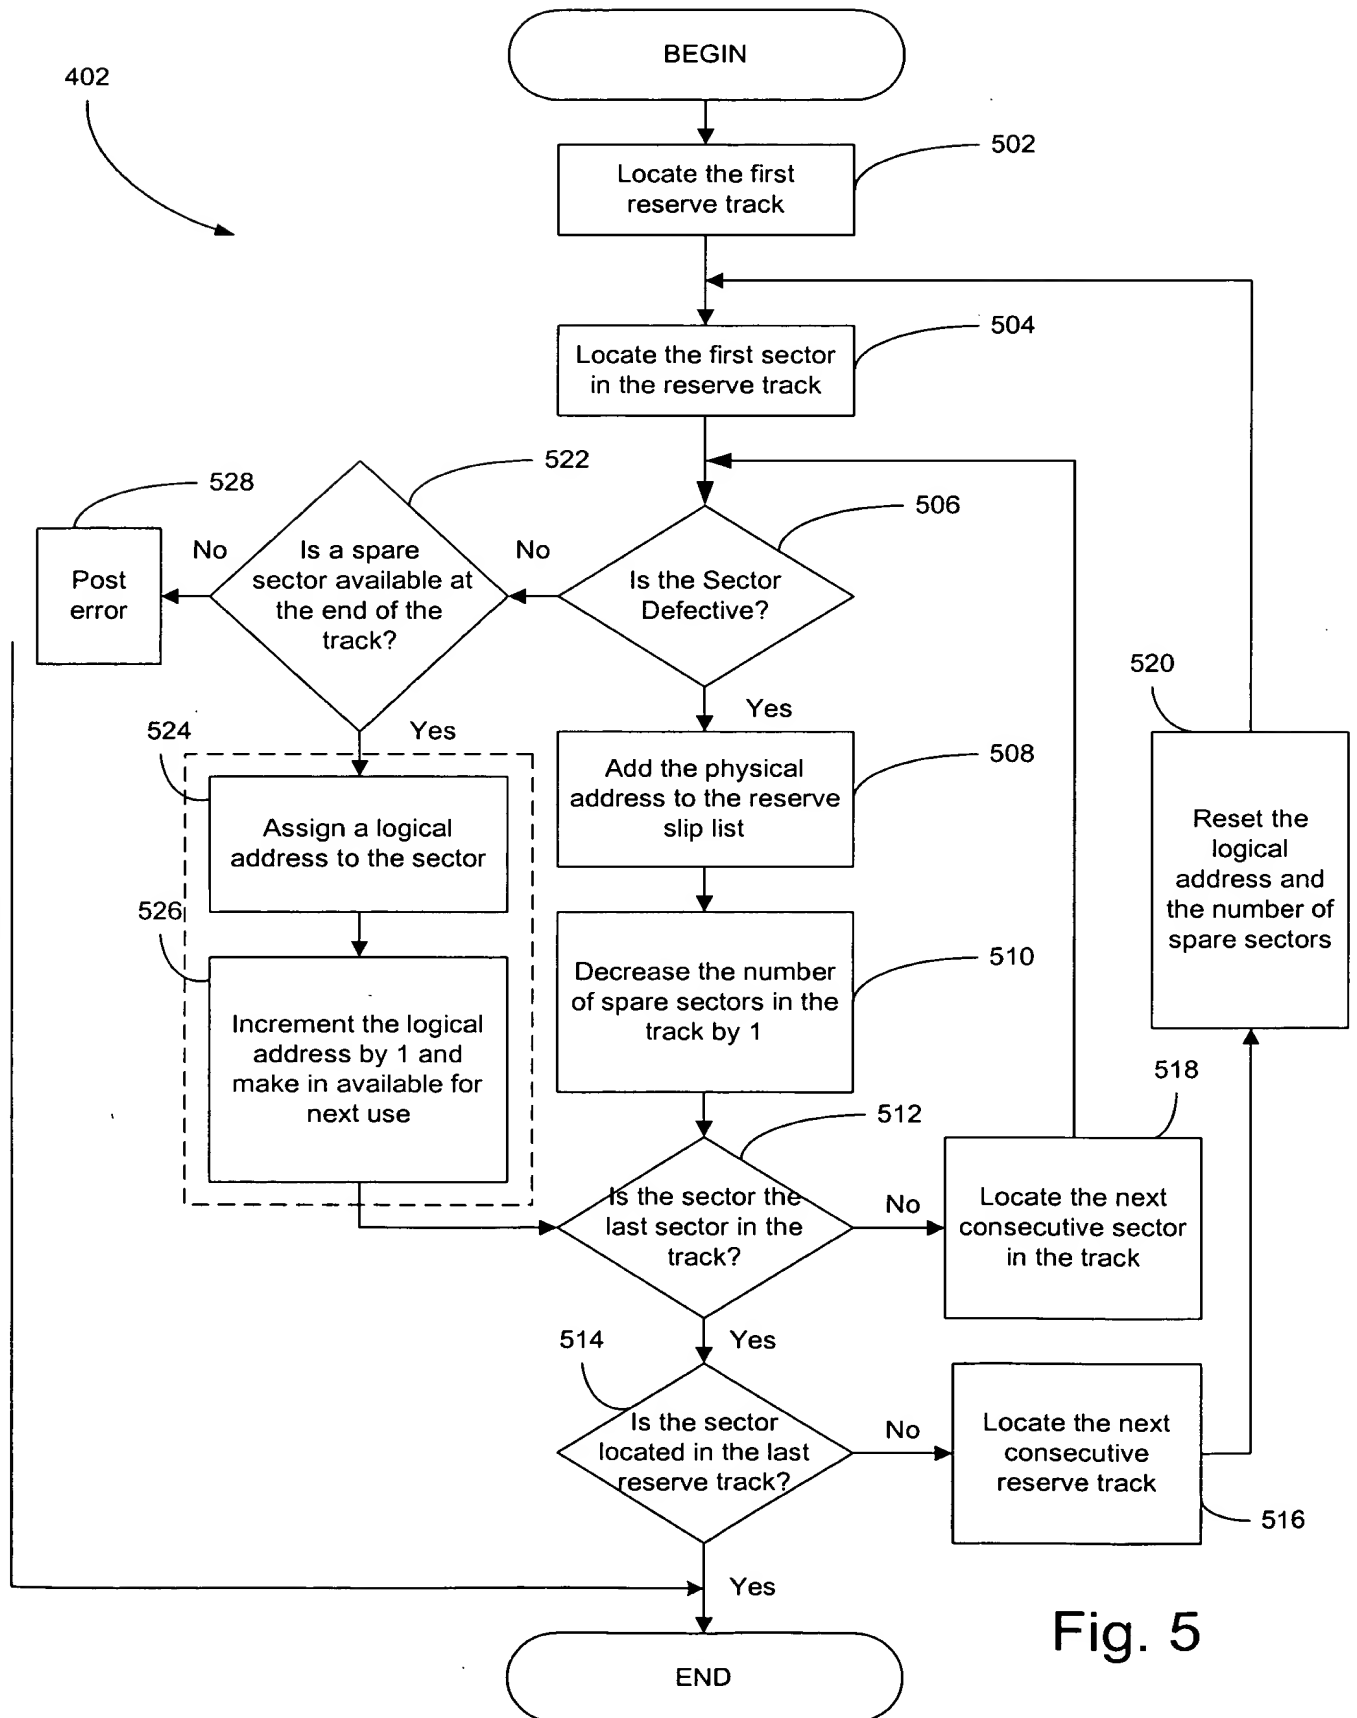 BEGIN
402
502
Locate the first
reserve track
504
Locate the first sector
in the reserve track
522
528
506
No
No
Is a spare
sector available at
the end of the
track?
Is the Sector
Defective?
Post
error
520
Yes
Yes
524
508
Add the physical
address to the reserve
slip list
Assign a logical
address to the sector
Reset the
logical
address and
the number of
spare sectors
526
510
Decrease the number
of spare sectors in the
track by 1
Increment the logical
address by 1 and
make in available for
next use
518
512
Is the sector the
last sector in the
track?
No
Locate the next
consecutive sector
in the track
Yes
514
Is the sector
located in the last
reserve track?
No
Locate the next
consecutive
reserve track
516
Yes
Fig. 5
END